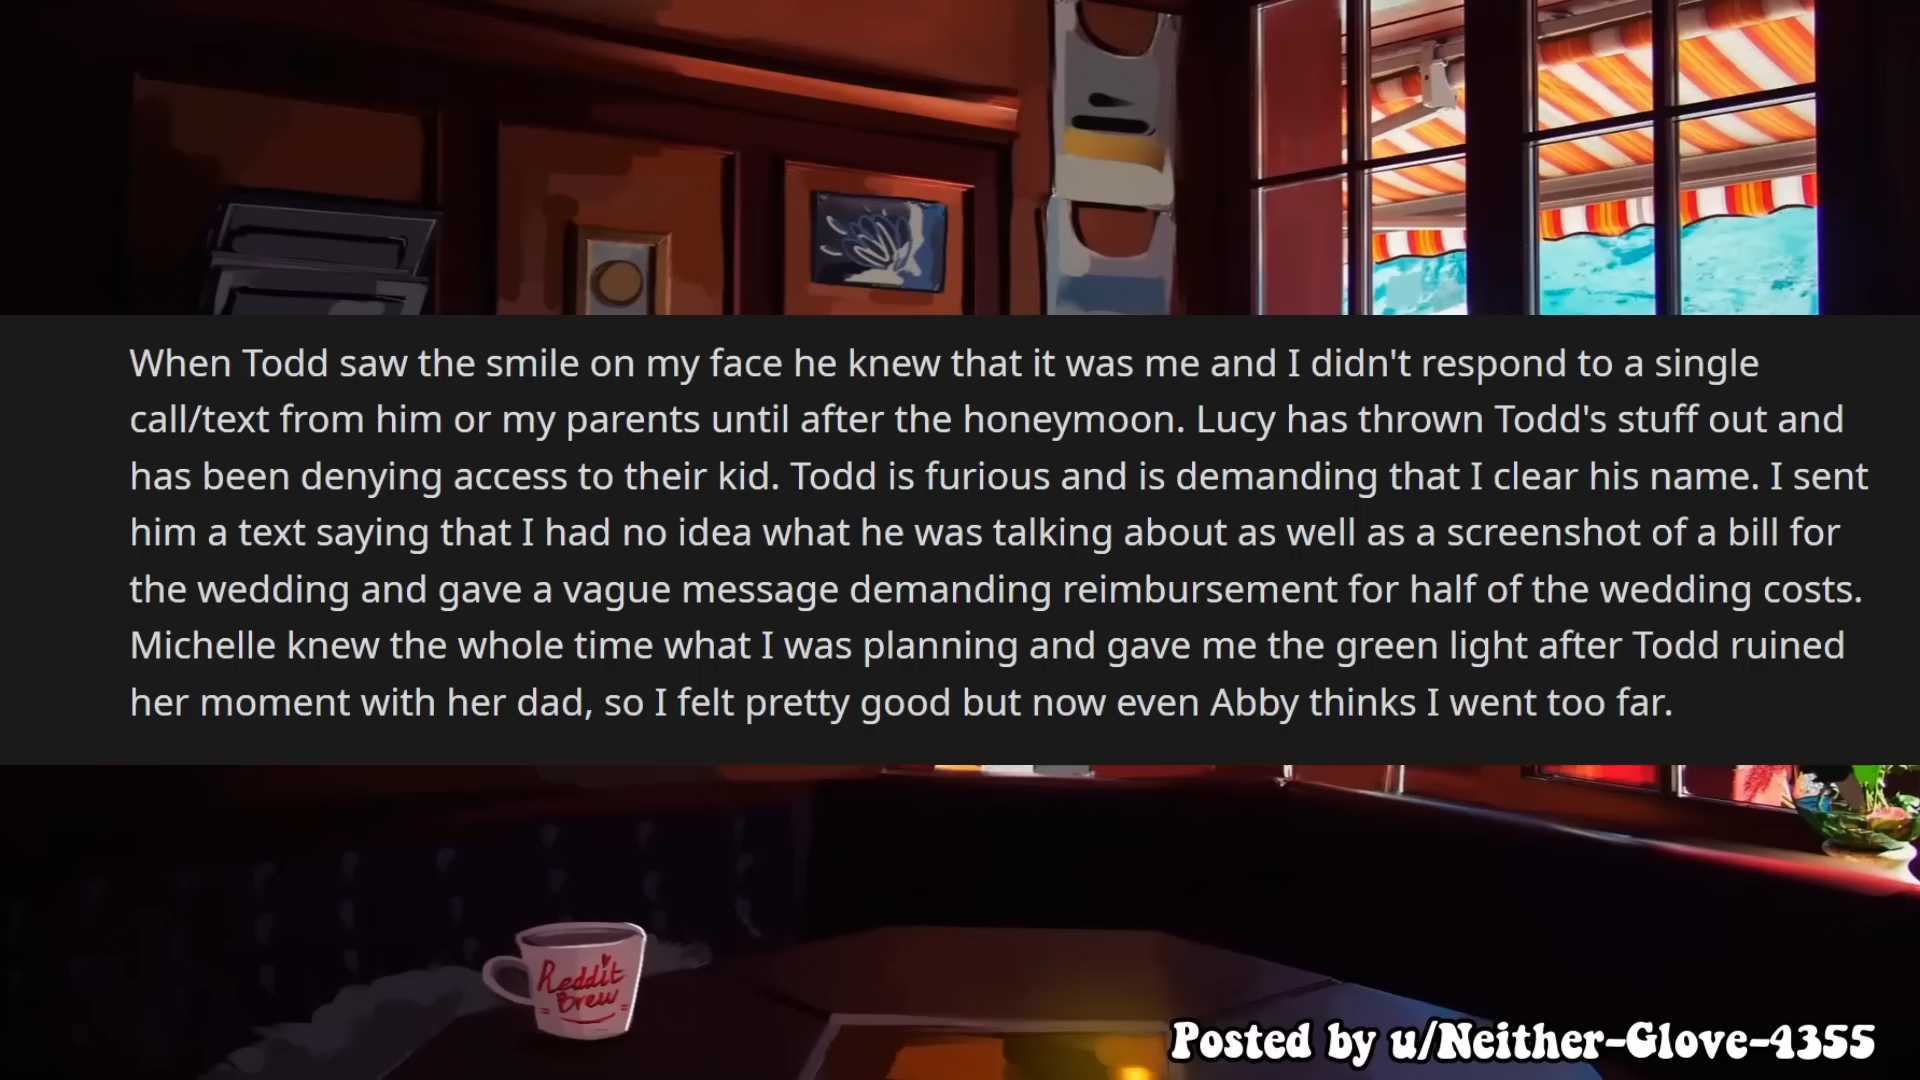 When Todd saw the smile on my face he knew that it was me and I didn't respond to a single
call/text from him or my parents until after the honeymoon. Lucy has thrown Todd's stuff out and
has been denying access to their kid. Todd is furious and is demanding that I clear his name. I sent
him a text saying that I had no idea what he was talking about as well as a screenshot of a bill for
the wedding and gave a vague message demanding reimbursement for half of the wedding costs.
Michelle knew the whole time what I was planning and gave me the green light after Todd ruined
her moment with her dad, so I felt pretty good but now even Abby thinks I went too far.
Reddit
Brew
Posted by u/Neither-Glove-4355